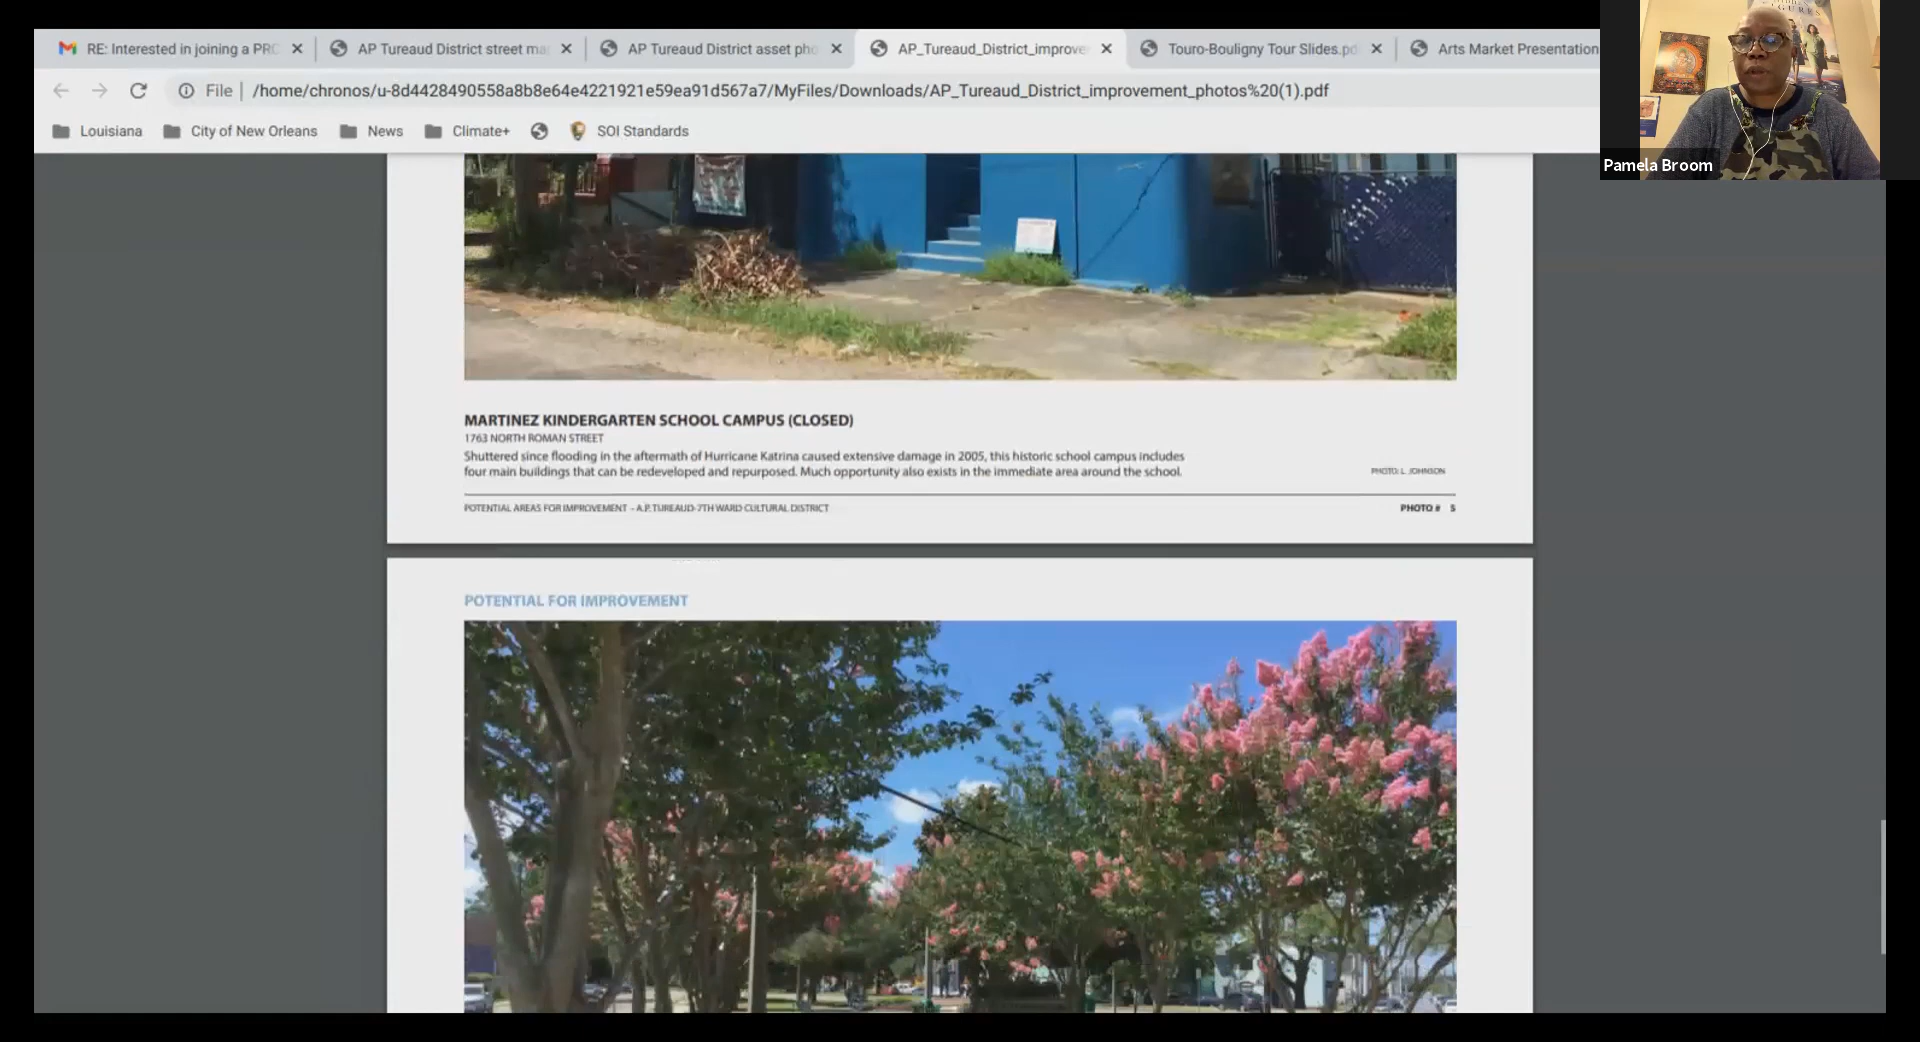 RE: Interested in joining a PRC
AP Tureaud District street ma
AP Tureaud District asset pho
AP_Tureaud_District_improve
Touro-Bouligny Tour Slides.pd
Arts Market Presentation
File
/home/chronos/u-8d4428490558a8b8e64e4221921e59ea91d567a7/MyFiles/Downloads/AP_Tureaud_District_improvement_photos%20(1).pdf
Louisiana
City of New Orleans
News
Climate+
SOI Standards
Pamela Broom
MARTINEZ KINDERGARTEN SCHOOL CAMPUS (CLOSED)
1763 NORTH ROMAN STREET
Shuttered since flooding in the aftermath of Hurricane Katrina caused extensive damage in 2005, this historic school campus includes
four main buildings that can be redeveloped and repurposed. Much opportunity also exists in the immediate area around the school.
PHOTO: L. JOHNSON
POTENTIAL AREAS FOR IMPROVEMENT - A.P. TUREAUD-7TH WARD CULTURAL DISTRICT
PHOTO # 5
POTENTIAL FOR IMPROVEMENT